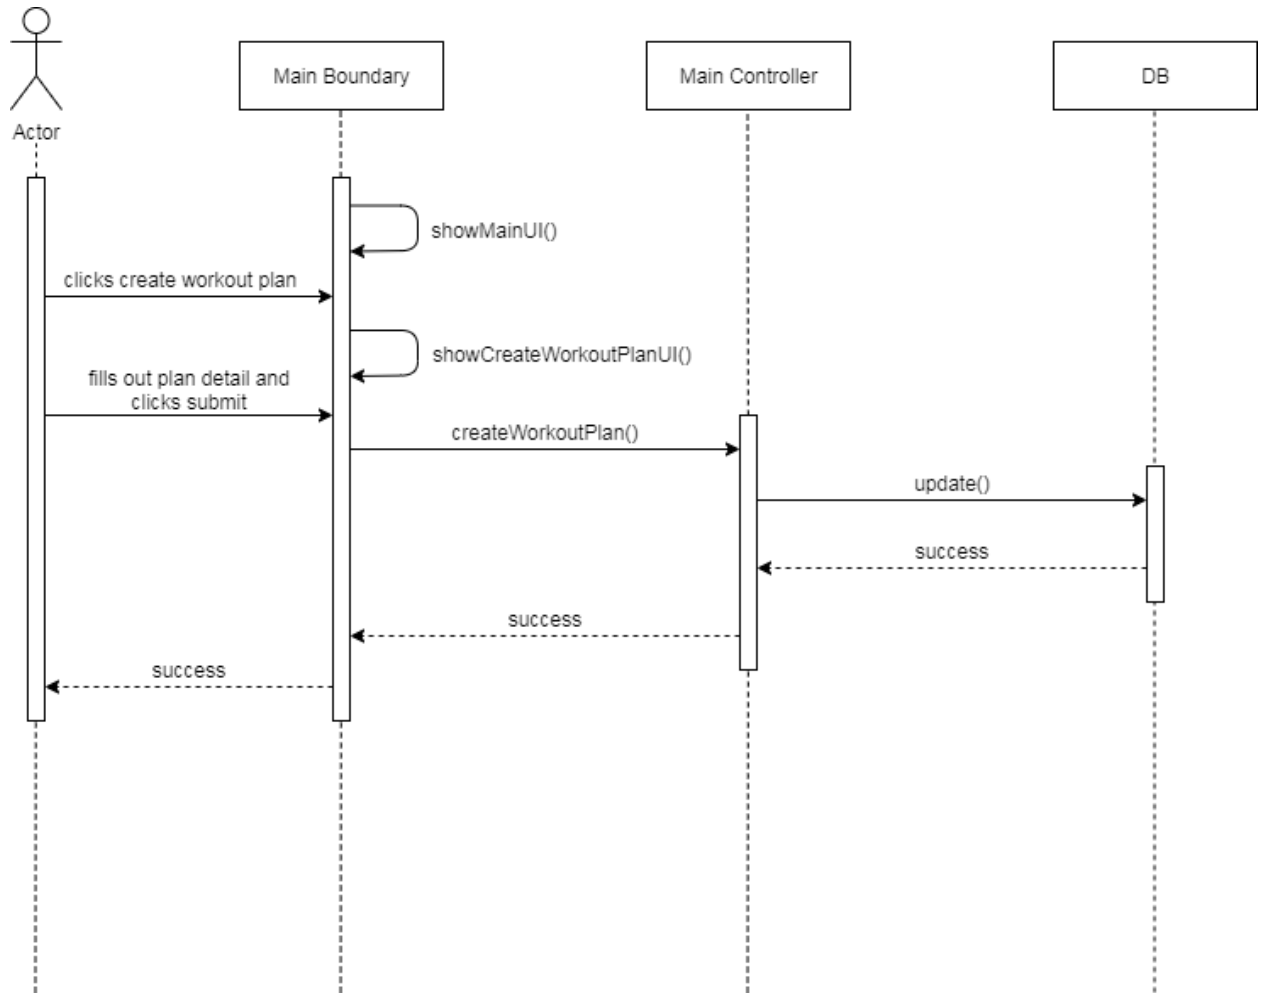 Main Boundary
Main Controller
DB
Actor
showMainUI()
clicks create workout plan
showCreateWorkoutPlanUI()
fills out plan detail and
clicks submit
createWorkoutPlan()
update()
success
success
success